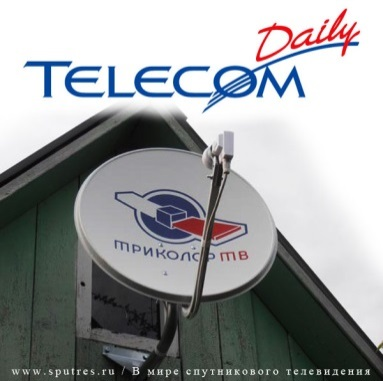 Daily
TELECOM
ТРИКОЛОР ТВ
www.sputres.ru / В мире спутникового телевидения